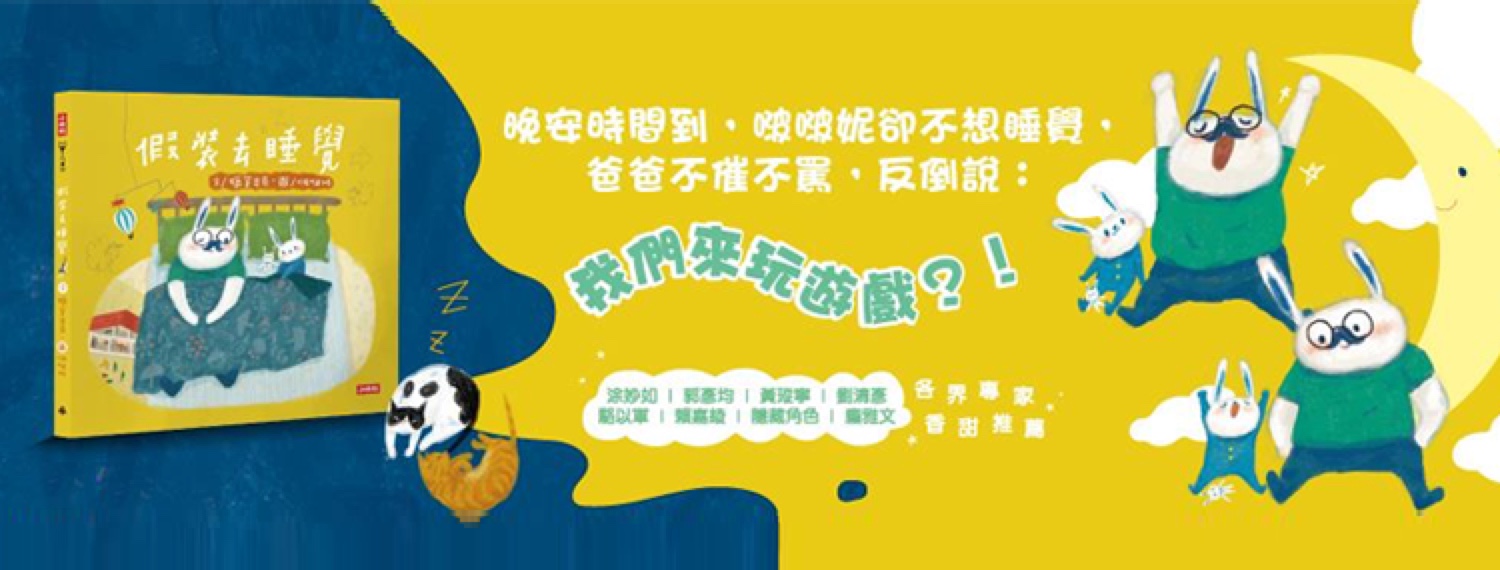 假裝去睡覺
晚安時間到，啵啵妮卻不想睡覺，
爸爸不催不罵，反倒說：
我們來玩遊戲？！
Z
z
涂妙如 | 郭彥均 | 黃瑽寧 | 劉清彥
駱以軍 | 賴嘉綾 | 隱藏角色 | 龐雅文
各界專家
香甜推薦